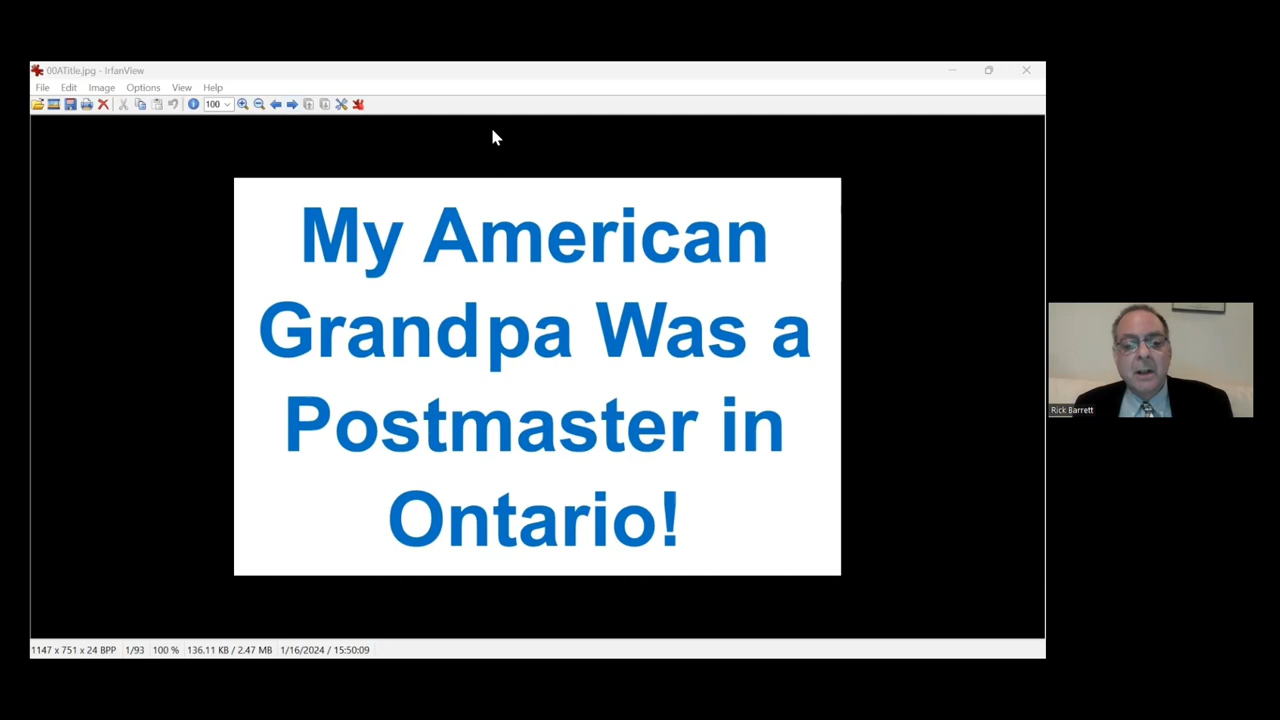 00ATitle.jpg - IrfanView
File Edit Image Options View Help
100
My American
Grandpa Was a
Postmaster in
Ontario!
Rick Barrett
1147 x 751 x 24 BPP 1/93 100 % 136.11 KB / 2.47 MB 1/16/2024 / 15:50:09